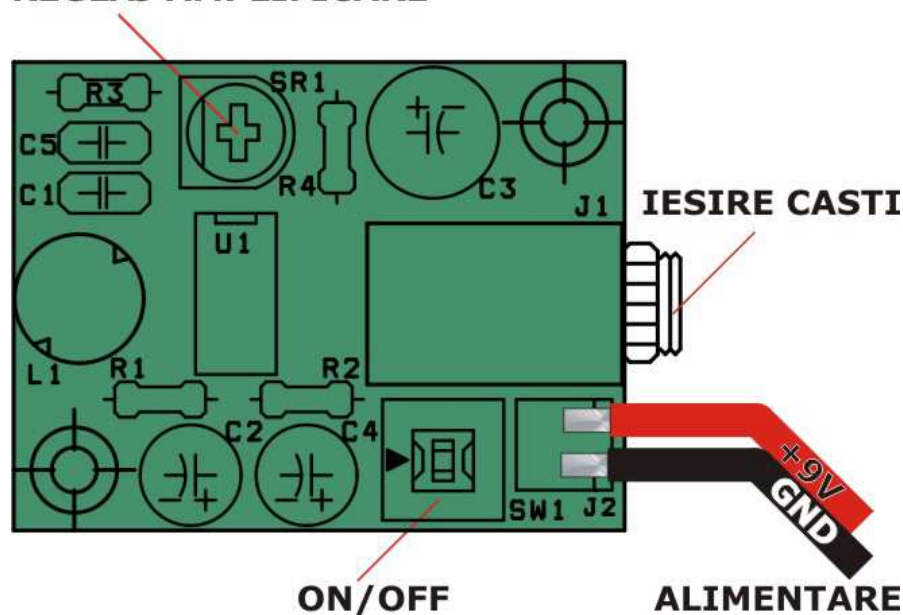 R3
SR1
C5
R4
C3
C1
J1
IESIRE CASTI
U1
L1
R1
R2
C2
C4
+9V
GND
SW1
J2
ON/OFF
ALIMENTARE